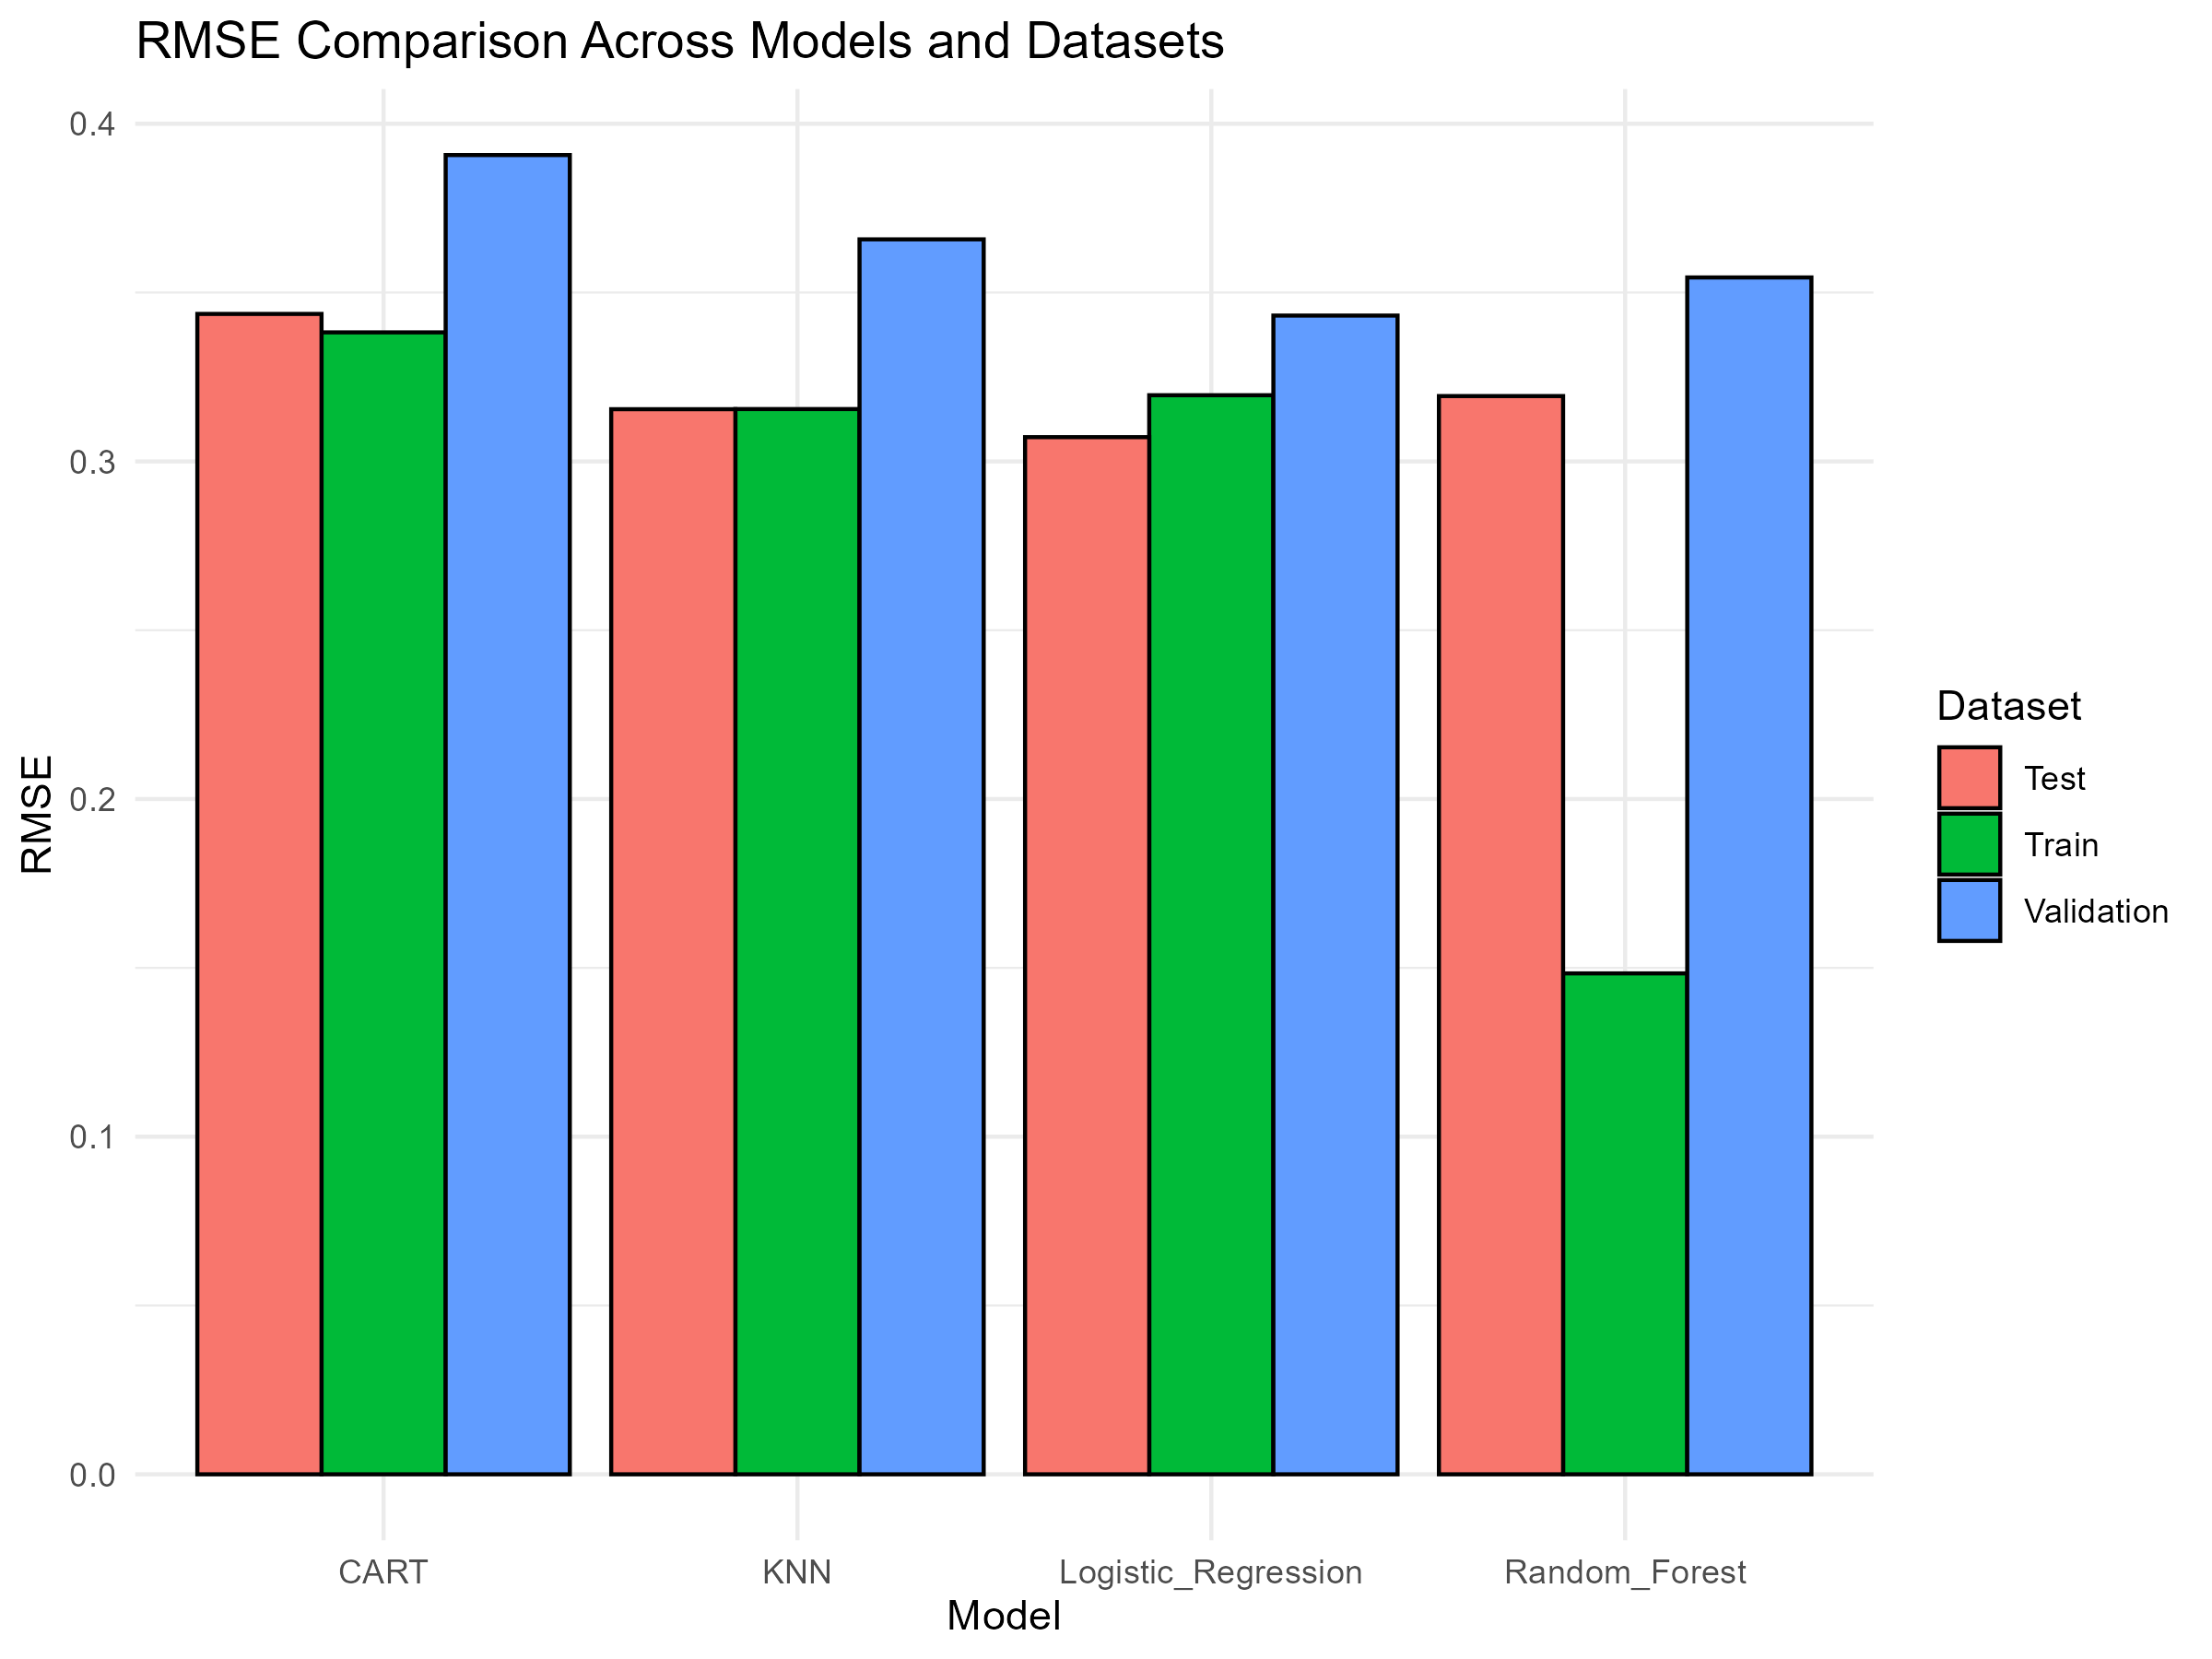 RMSE Comparison Across Models and Datasets
0.4
0.3
0.2
0.1
0.0
RMSE
CART
KNN
Logistic_Regression
Random_Forest
Model
Dataset
Test
Train
Validation